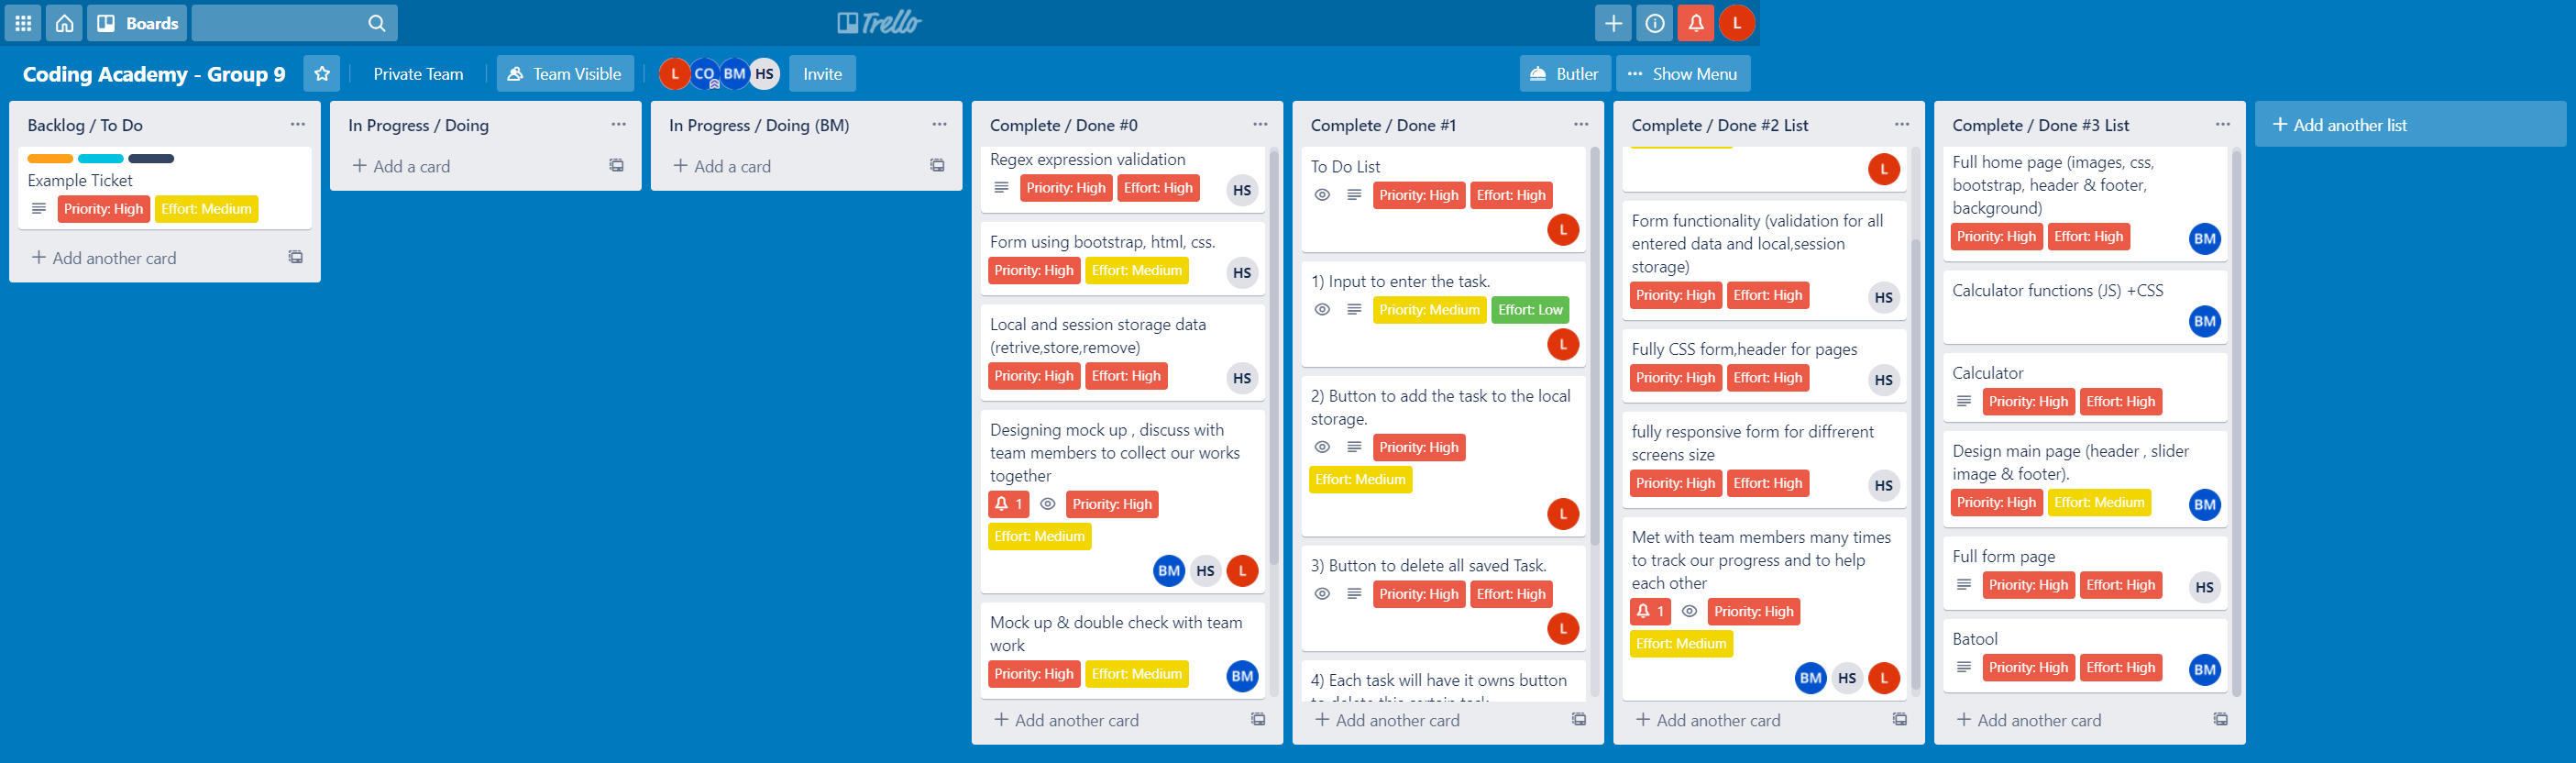 Boards
Trello
L
Coding Academy - Group 9
Private Team
Team Visible
L CO BM HS
Invite
Butler
Show Menu
Backlog / To Do
Example Ticket
Priority: High Effort: Medium
+ Add another card
In Progress / Doing
+ Add a card
In Progress / Doing (BM)
+ Add a card
Complete / Done #0
Regex expression validation
Priority: High Effort: High
HS
Form using bootstrap, html, css.
Priority: High Effort: Medium
HS
Local and session storage data
(retrive,store,remove)
Priority: High Effort: High
HS
Designing mock up , discuss with
team members to collect our works
together
1 Priority: High
Effort: Medium
BM HS L
Mock up & double check with team
work
Priority: High Effort: Medium
BM
+ Add another card
Complete / Done #1
To Do List
Priority: High Effort: High
L
1) Input to enter the task.
Priority: Medium Effort: Low
L
2) Button to add the task to the local
storage.
Priority: High
Effort: Medium
L
3) Button to delete all saved Task.
Priority: High Effort: High
L
4) Each task will have it owns button
to delete this certain task
+ Add another card
Complete / Done #2 List
L
Form functionality (validation for all
entered data and local,session
storage)
Priority: High Effort: High
HS
Fully CSS form,header for pages
Priority: High Effort: High
HS
fully responsive form for diffrerent
screens size
Priority: High Effort: High
HS
Met with team members many times
to track our progress and to help
each other
1 Priority: High
Effort: Medium
BM HS L
+ Add another card
Complete / Done #3 List
Full home page (images, css,
bootstrap, header & footer,
background)
Priority: High Effort: High
BM
Calculator functions (JS) +CSS
BM
Calculator
Priority: High Effort: High
Design main page (header , slider
image & footer).
Priority: High Effort: Medium
BM
Full form page
Priority: High Effort: High
HS
Batool
Priority: High Effort: High
BM
+ Add another card
+ Add another list